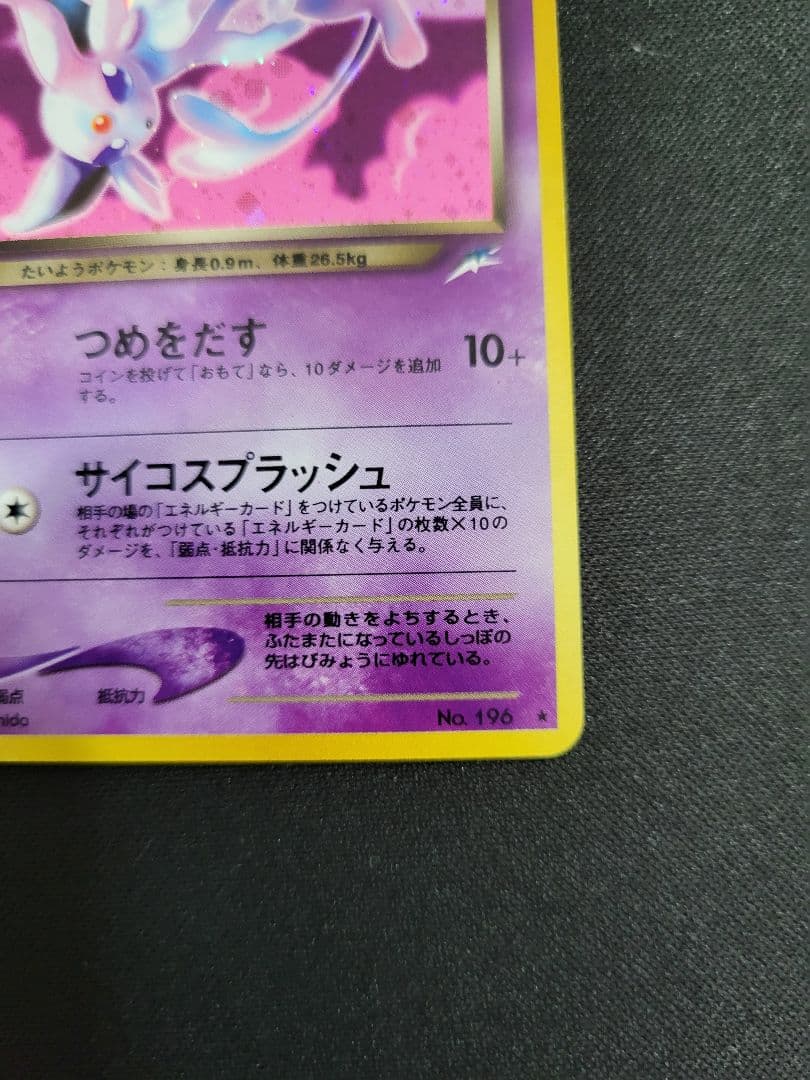 たいようポケモン：身長0.9m、体重26.5kg
つめをだす 10+
コインを投げて「おもて」なら、10ダメージを追加
する。
サイコスプラッシュ
相手の場の「エネルギーカード」をつけているポケモン全員に、
それぞれがつけている「エネルギーカード」の枚数×10の
ダメージを、「弱点・抵抗力」に関係なく与える。
相手の動きをよちするとき、
ふたまたになっているしっぽの
先はびみょうにゆれている。
弱点 抵抗力
No. 196 ★